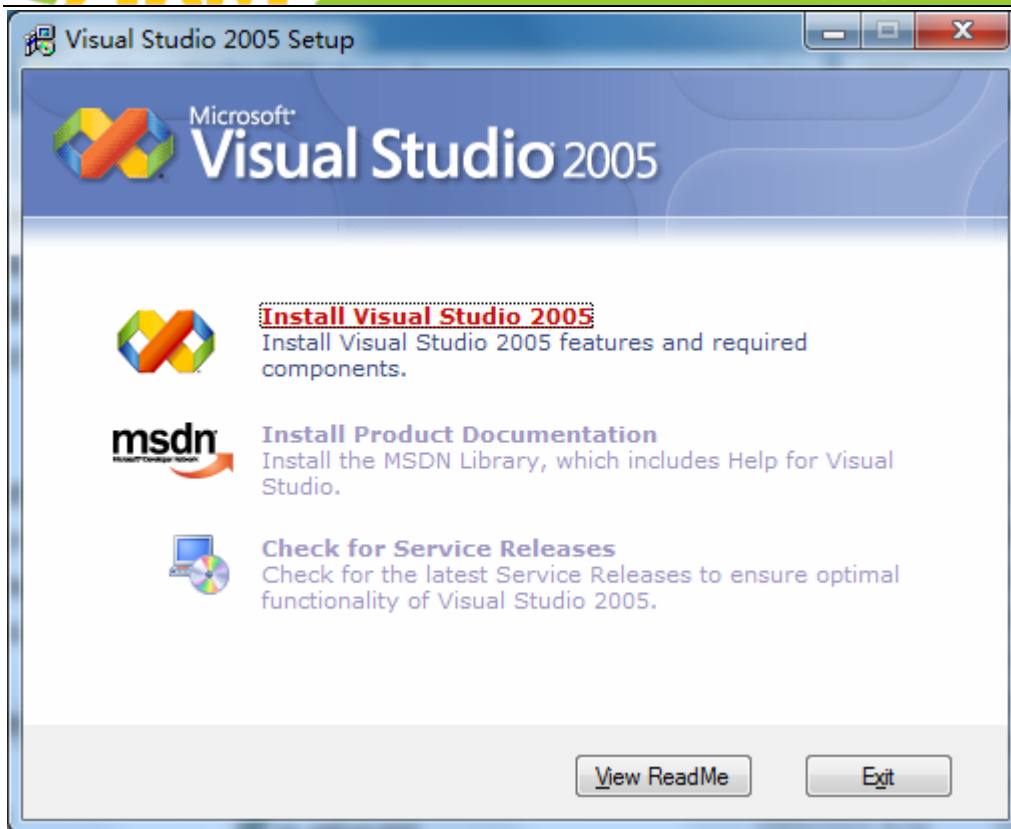 Visual Studio 2005 Setup
Microsoft
Visual Studio 2005
Install Visual Studio 2005
Install Visual Studio 2005 features and required
components.
msdn
Install Product Documentation
Install the MSDN Library, which includes Help for Visual
Studio.
Check for Service Releases
Check for the latest Service Releases to ensure optimal
functionality of Visual Studio 2005.
View ReadMe
Exit